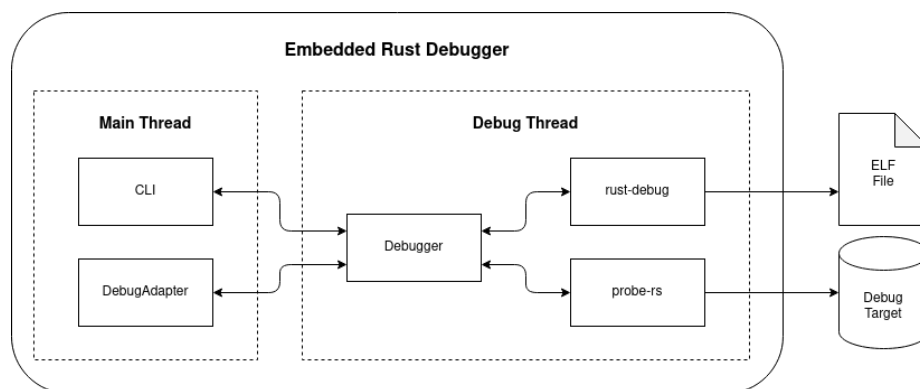 Embedded Rust Debugger
Main Thread
Debug Thread
CLI
rust-debug
ELF
File
Debugger
DebugAdapter
probe-rs
Debug
Target